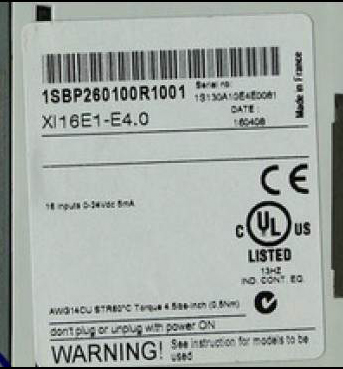 1SBP260100R1001
Serial no:
1S130A10E4E0081
XI16E1-E4.0
DATE:
160408
Made in France
CE
16 inputs 0-24Vdc 5mA
C UL US
LISTED
13HZ
IND. CONT. EQ.
AWG14CU STR60°C Torque 4.5lbs-inch (0,5Nm)
don't plug or unplug with power ON
WARNING! See instruction for models to be
used